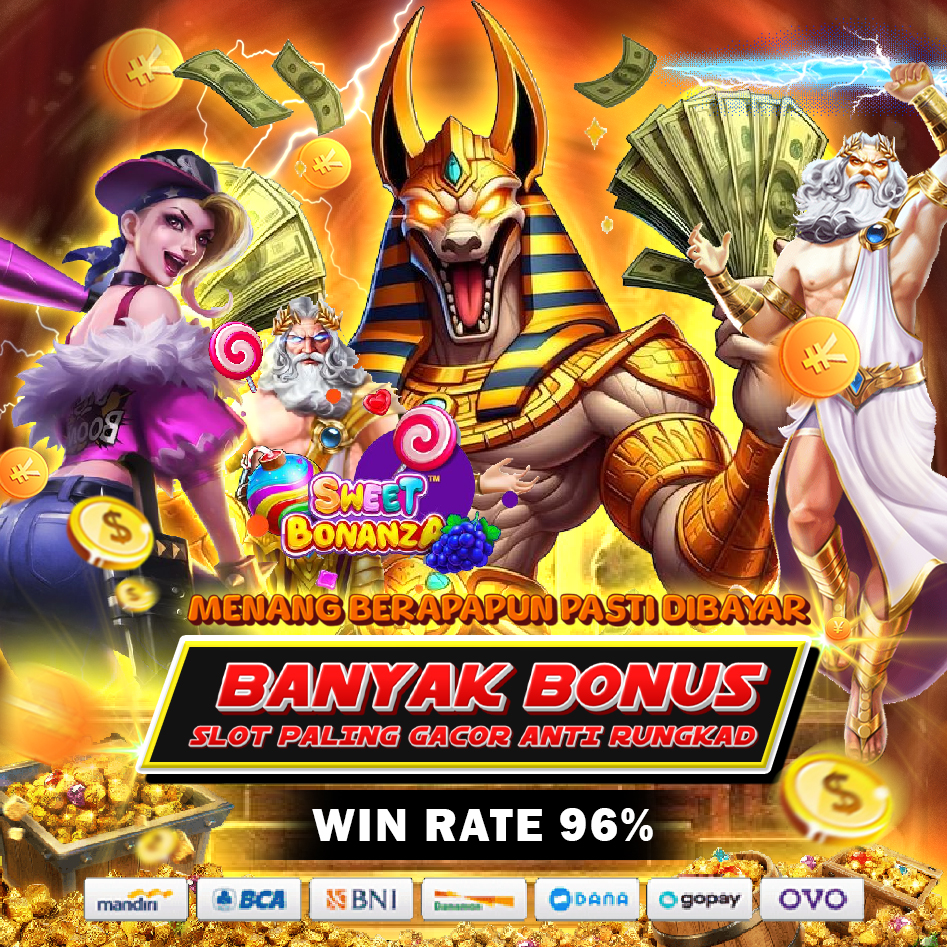 SWEET
BONANZA
TM
MENANG BERAPAPUN PASTI DIBAYAR
BANYAK BONUS
SLOT PALING GACOR ANTI RUNGKAD
WIN RATE 96%
mandiri BCA BNI Danamon DANA gopay OVO